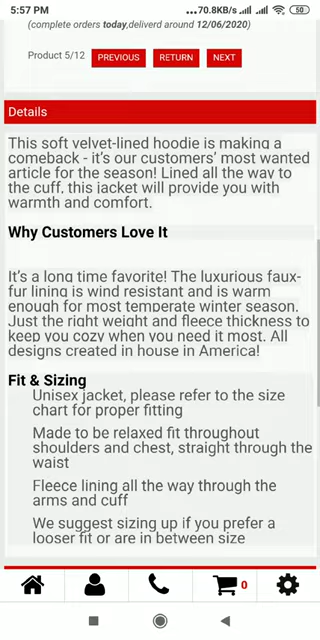 5:57 PM
...70.8KB/s
50
(complete orders today,deliverd around 12/06/2020)
Product 5/12
PREVIOUS
RETURN
NEXT
Details
This soft velvet-lined hoodie is making a
comeback - it's our customers' most wanted
article for the season! Lined all the way to
the cuff, this jacket will provide you with
warmth and comfort.
Why Customers Love It
It's a long time favorite! The luxurious faux-
fur lining is wind resistant and is warm
enough for most temperate winter season.
Just the right weight and fleece thickness to
keep you cozy when you need it most. All
designs created in house in America!
Fit & Sizing
Unisex jacket, please refer to the size
chart for proper fitting
Made to be relaxed fit throughout
shoulders and chest, straight through the
waist
Fleece lining all the way through the
arms and cuff
We suggest sizing up if you prefer a
looser fit or are in between size
0